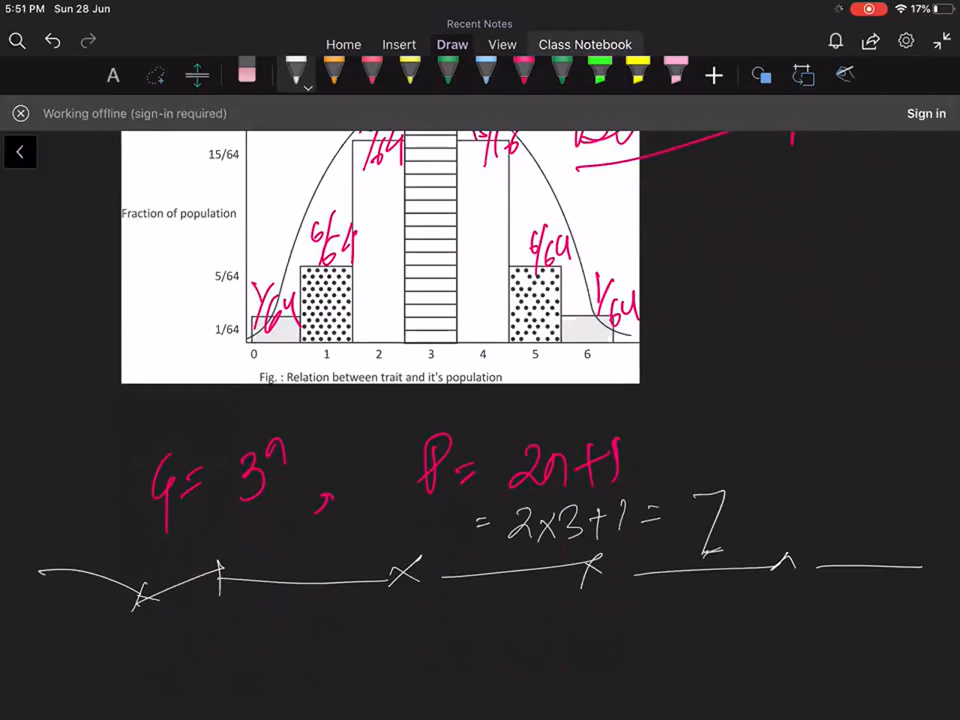 5:51 PM Sun 28 Jun
17%
Recent Notes
Home Insert Draw View Class Notebook
A
Working offline (sign-in required)
Sign in
15/64
Fraction of population
6/64
6/64
5/64
1/64
1/64
1/64
0 1 2 3 4 5 6
Fig. : Relation between trait and it's population
G = 3ⁿ, P = 2n+1
= 2×3+1 = 7